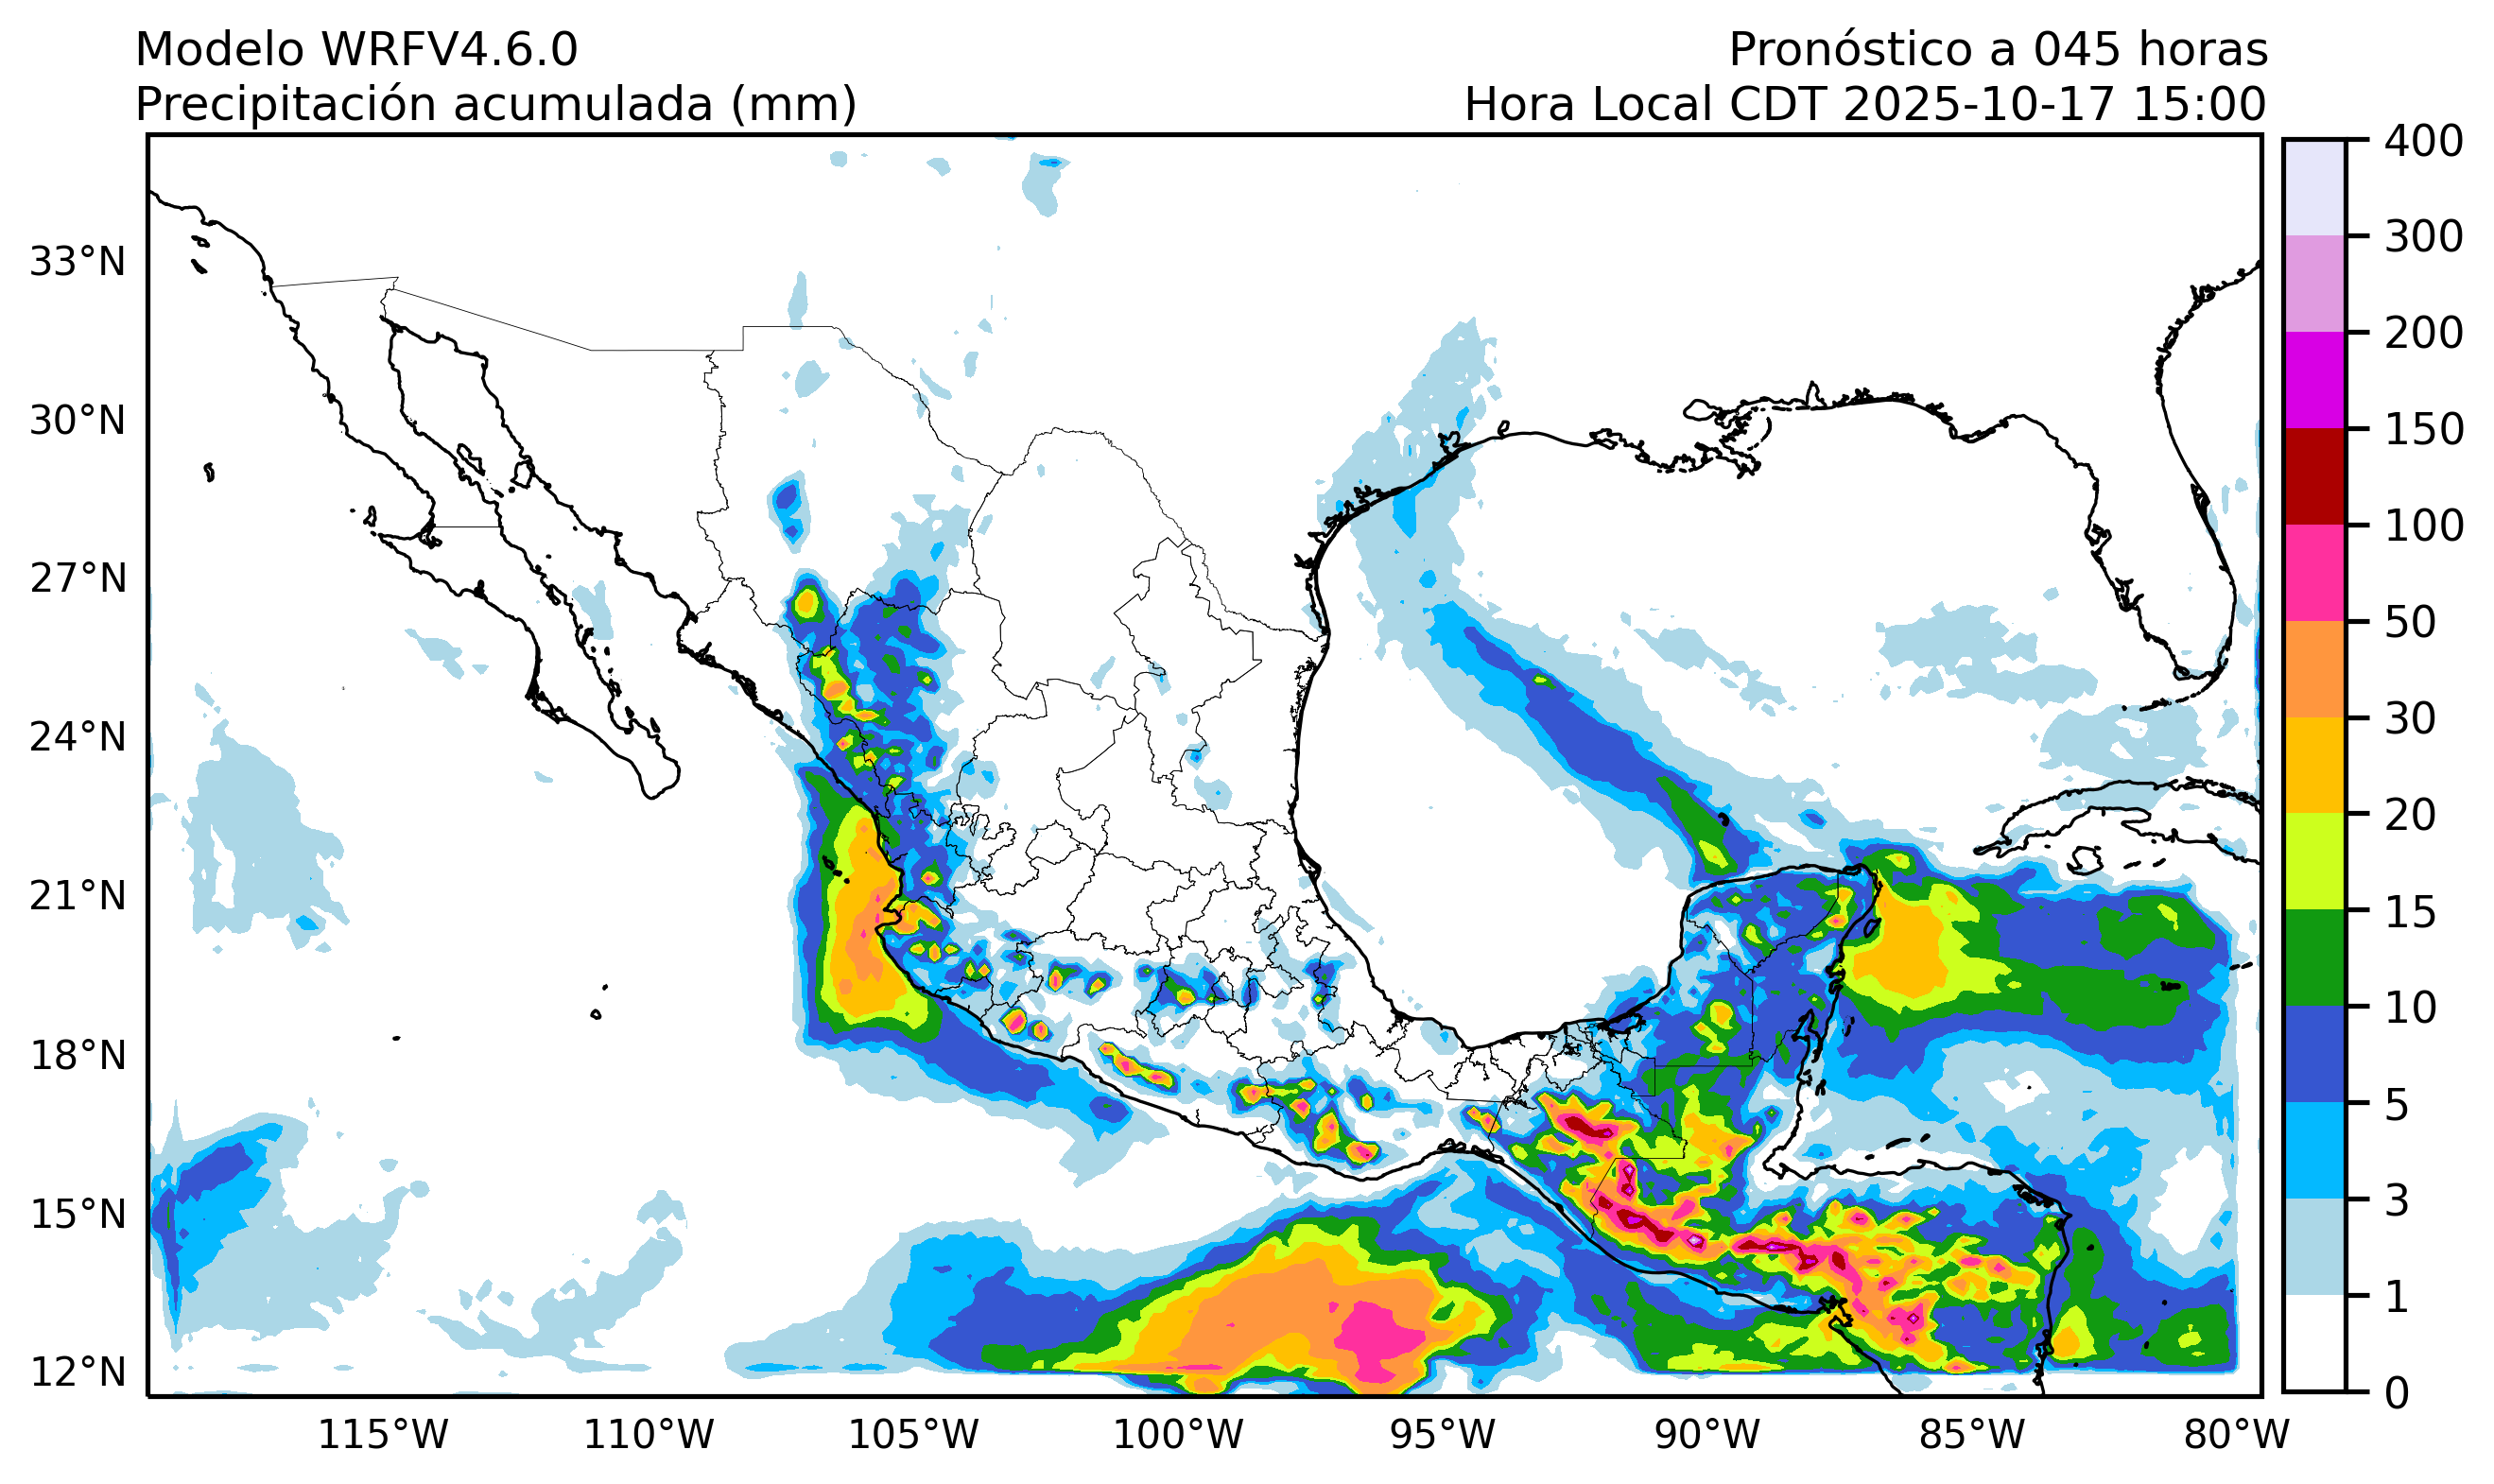 Modelo WRFV4.6.0
Pronóstico a 045 horas
Precipitación acumulada (mm)
Hora Local CDT 2025-10-17 15:00
33°N
30°N
27°N
24°N
21°N
18°N
15°N
12°N
115°W
110°W
105°W
100°W
95°W
90°W
85°W
80°W
400
300
200
150
100
50
30
20
15
10
5
3
1
0